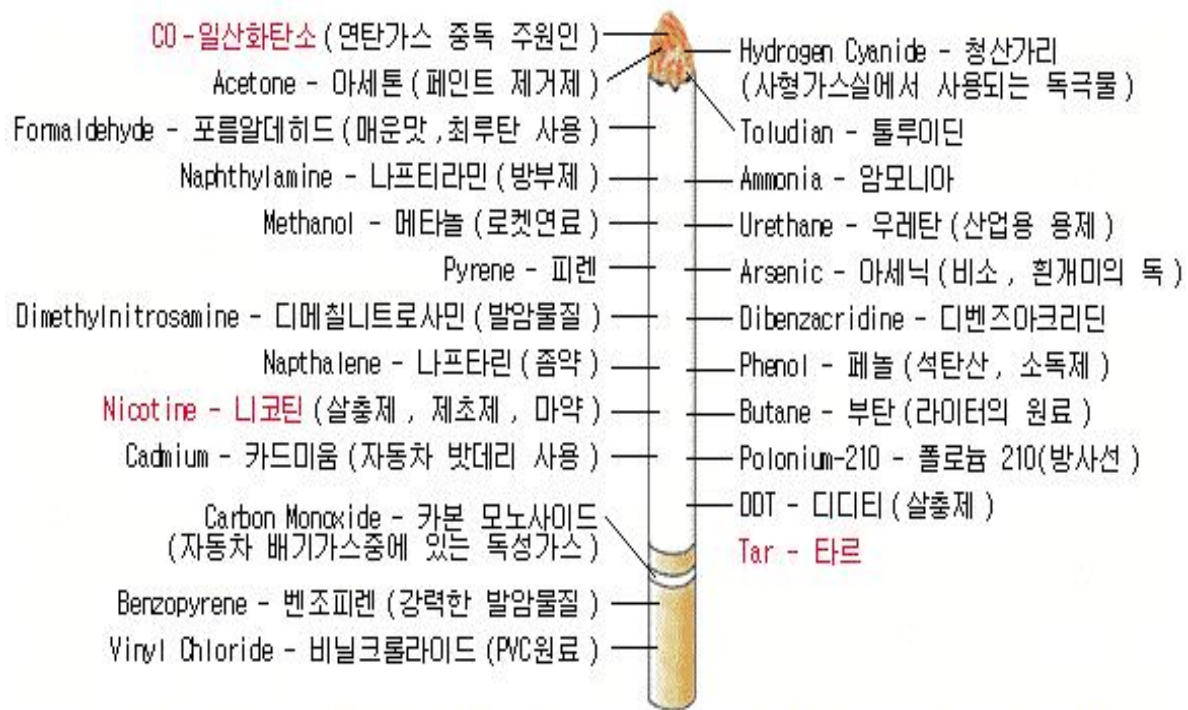 CO-일산화탄소 (연탄가스 중독 주원인)
Acetone - 아세톤 (페인트 제거제)
Formaldehyde - 포름알데히드 (매운맛, 최루탄 사용)
Naphthylamine - 나프티라민 (방부제)
Methanol - 메타놀 (로켓연료)
Pyrene - 피렌
Dimethylnitrosamine - 디메칠니트로사민 (발암물질)
Napthalene - 나프타린 (좀약)
Nicotine - 니코틴 (살충제, 제초제, 마약)
Cadmium - 카드미움 (자동차 밧데리 사용)
Carbon Monoxide - 카본 모노사이드
(자동차 배기가스중에 있는 독성가스)
Benzopyrene - 벤조피렌 (강력한 발암물질)
Vinyl Chloride - 비닐크롤라이드 (PVC원료)
Hydrogen Cyanide - 청산가리
(사형가스실에서 사용되는 독극물)
Toludian - 톨루이딘
Ammonia - 암모니아
Urethane - 우레탄 (산업용 용제)
Arsenic - 아세닉 (비소, 흰개미의 독)
Dibenzacridine - 디벤즈아크리딘
Phenol - 페놀 (석탄산, 소독제)
Butane - 부탄 (라이터의 원료)
Polonium-210 - 폴로늄 210(방사선)
DDT - 디디티 (살충제)
Tar - 타르